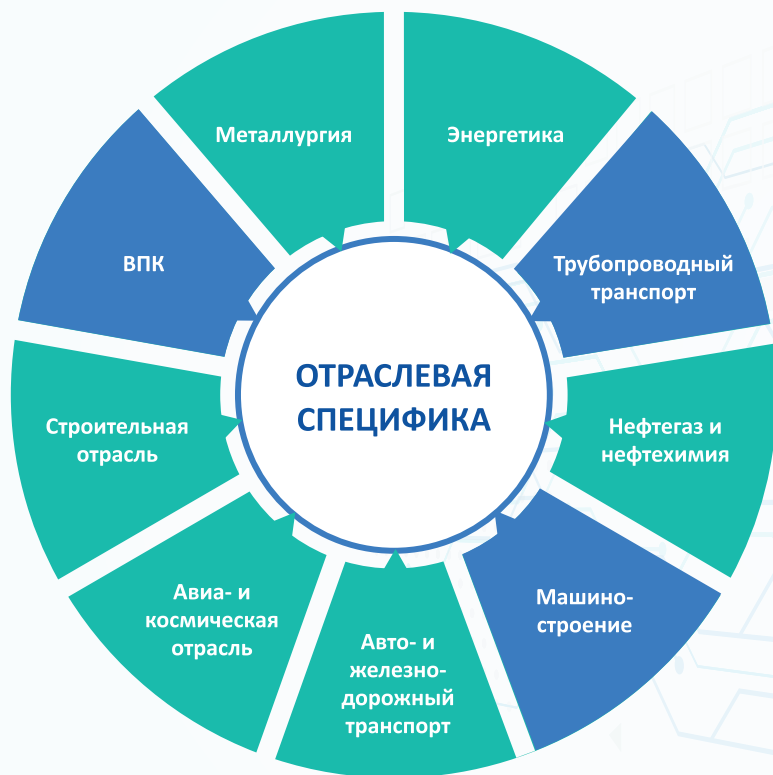 Металлургия
Энергетика
ВПК
Трубопроводный
транспорт
ОТРАСЛЕВАЯ
СПЕЦИФИКА
Строительная
отрасль
Нефтегаз и
нефтехимия
Авиа- и
космическая
отрасль
Машино-
строение
Авто- и
железно-
дорожный
транспорт